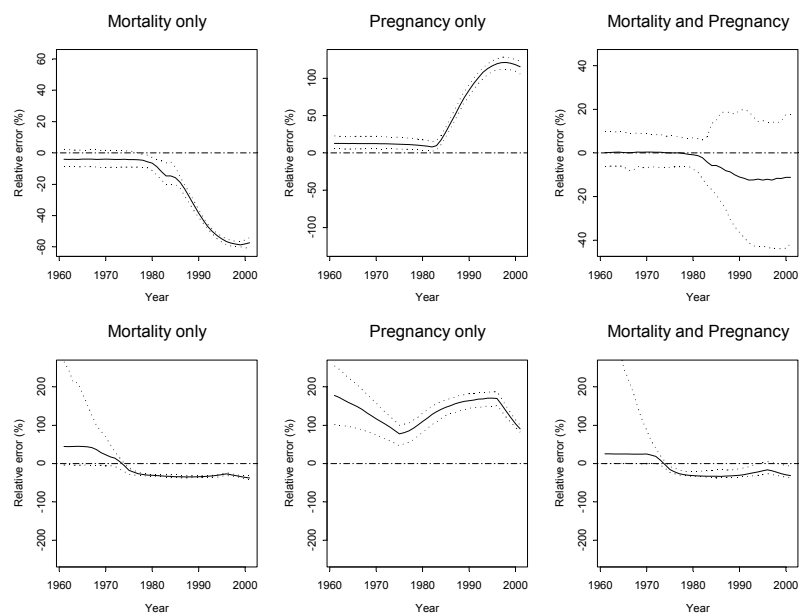 Mortality only
Relative error (%)
60
40
20
0
-20
-40
-60
1960 1970 1980 1990 2000
Year
Pregnancy only
Relative error (%)
100
50
0
-50
-100
1960 1970 1980 1990 2000
Year
Mortality and Pregnancy
Relative error (%)
40
20
0
-20
-40
1960 1970 1980 1990 2000
Year
Mortality only
Relative error (%)
200
100
0
-100
-200
1960 1970 1980 1990 2000
Year
Pregnancy only
Relative error (%)
200
100
0
-100
-200
1960 1970 1980 1990 2000
Year
Mortality and Pregnancy
Relative error (%)
200
100
0
-100
-200
1960 1970 1980 1990 2000
Year